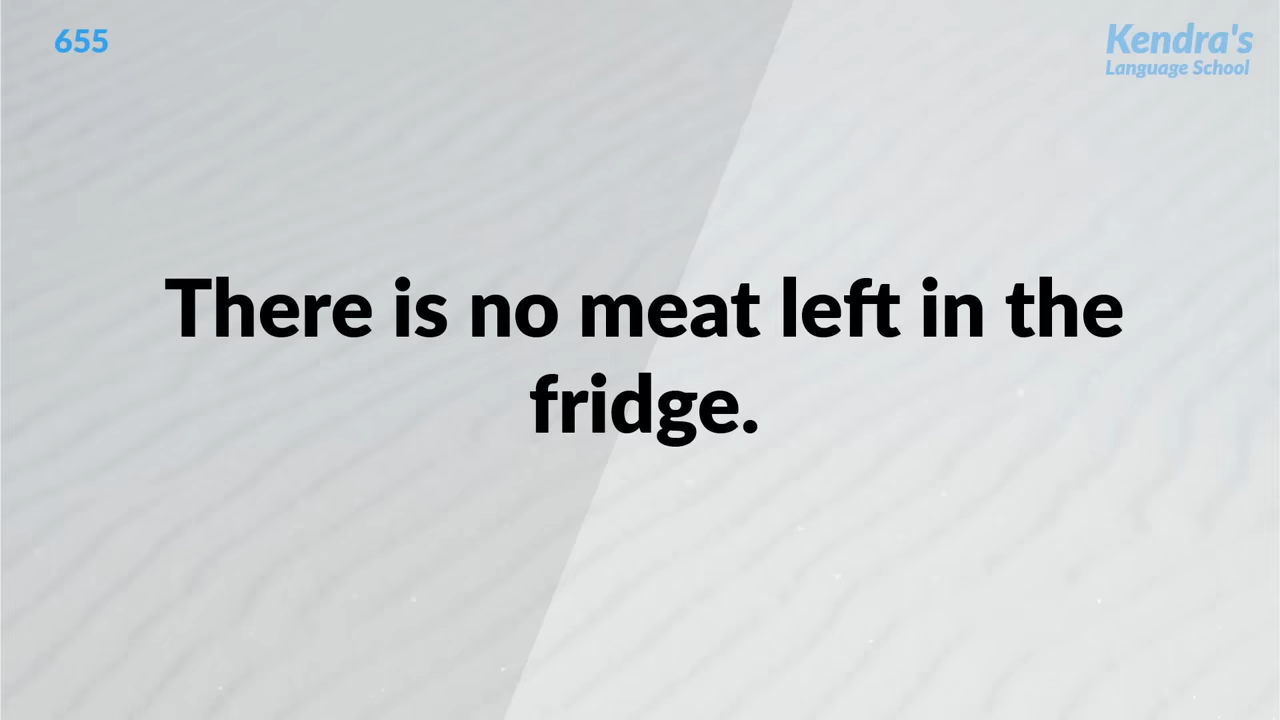 655
Kendra's
Language School
There is no meat left in the
fridge.